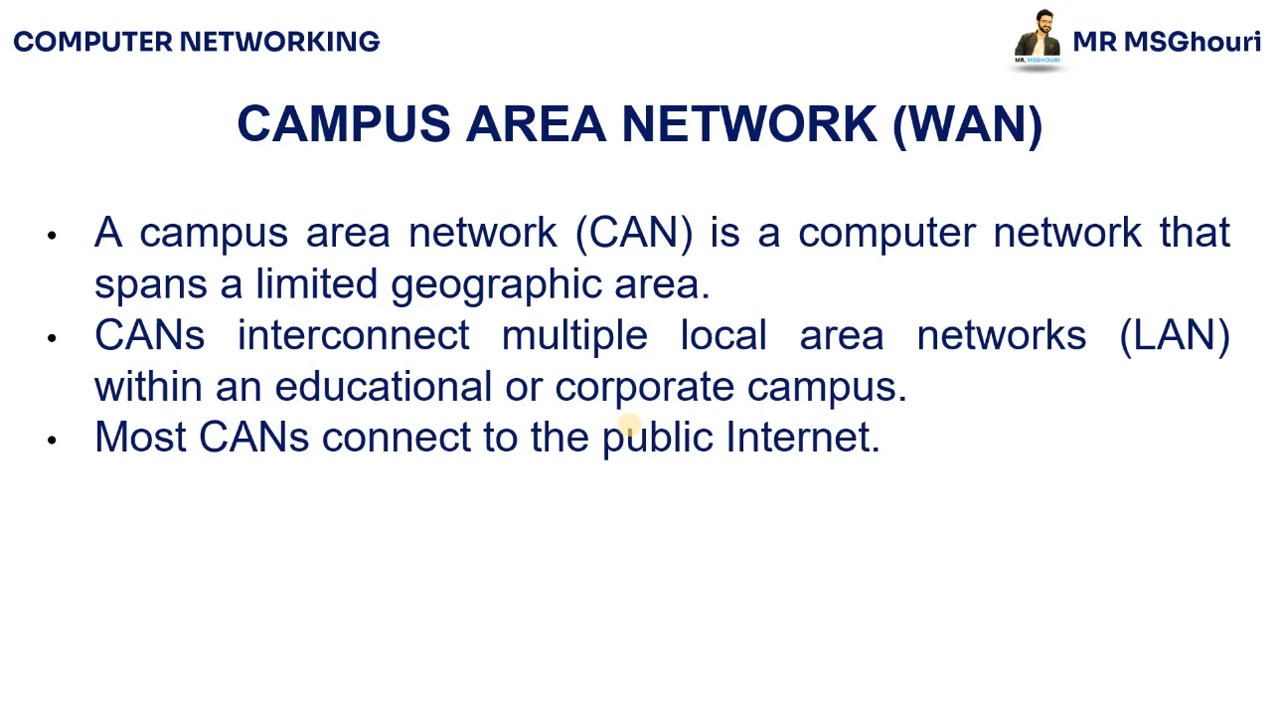 COMPUTER NETWORKING
MR. MSGHOURI
MR MSGhouri
CAMPUS AREA NETWORK (WAN)
• A campus area network (CAN) is a computer network that
spans a limited geographic area.
• CANs interconnect multiple local area networks (LAN)
within an educational or corporate campus.
• Most CANs connect to the public Internet.